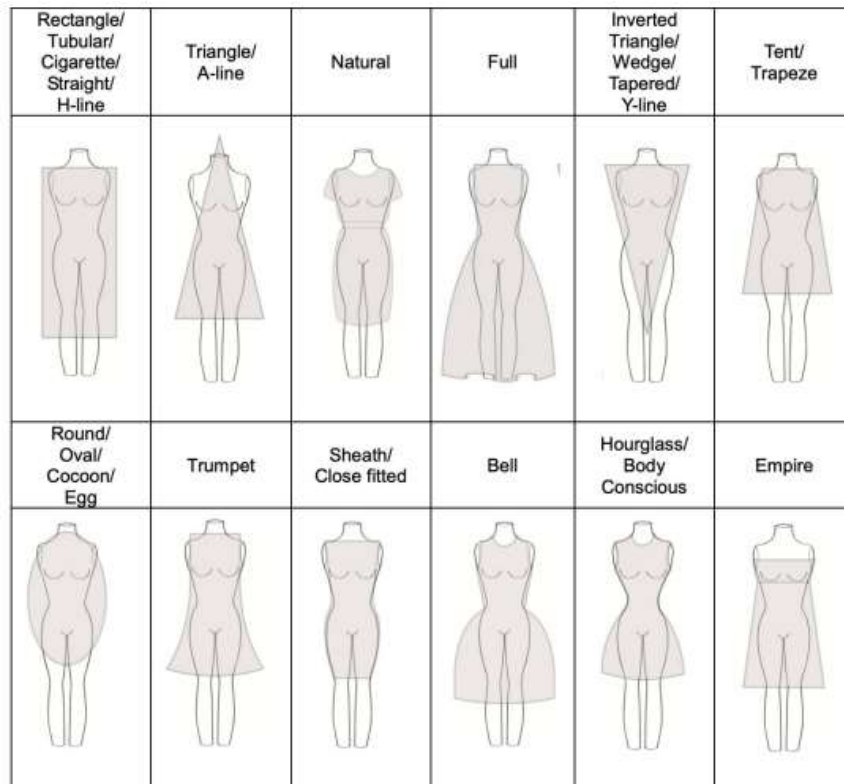 Rectangle/
Tubular/
Cigarette/
Straight/
H-line
Triangle/
A-line
Natural
Full
Inverted
Triangle/
Wedge/
Tapered/
Y-line
Tent/
Trapeze
Round/
Oval/
Cocoon/
Egg
Trumpet
Sheath/
Close fitted
Bell
Hourglass/
Body
Conscious
Empire